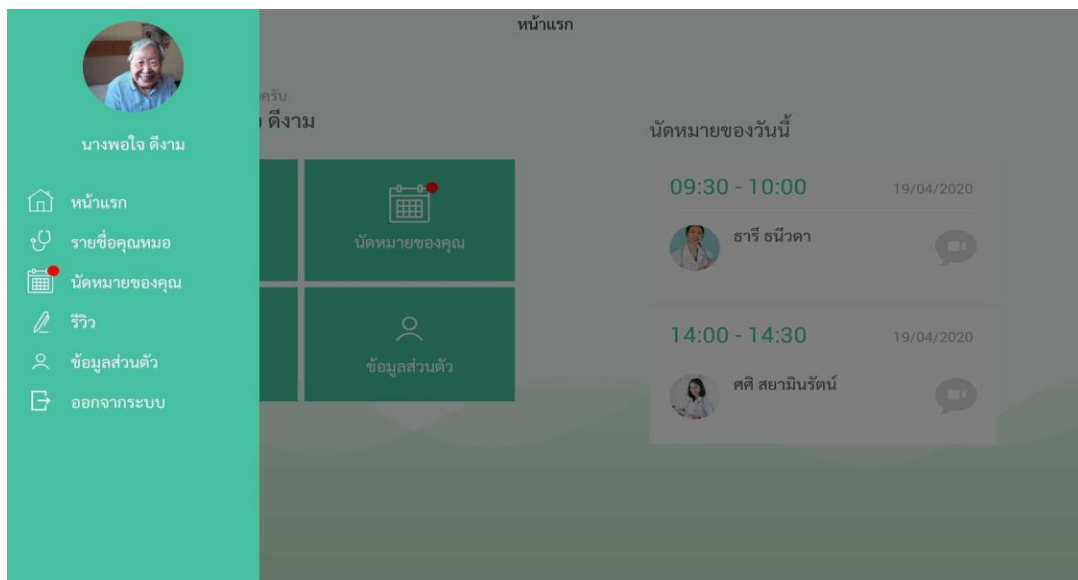 หน้าแรก
นางพอใจ ดีงาม
หน้าแรก
รายชื่อคุณหมอ
นัดหมายของคุณ
รีวิว
ข้อมูลส่วนตัว
ออกจากระบบ
ครับ
ดีงาม
นัดหมายของคุณ
ข้อมูลส่วนตัว
นัดหมายของวันนี้
09:30 - 10:00 19/04/2020
ธารี ธนีวดา
14:00 - 14:30 19/04/2020
ศศิ สยามินรัตน์